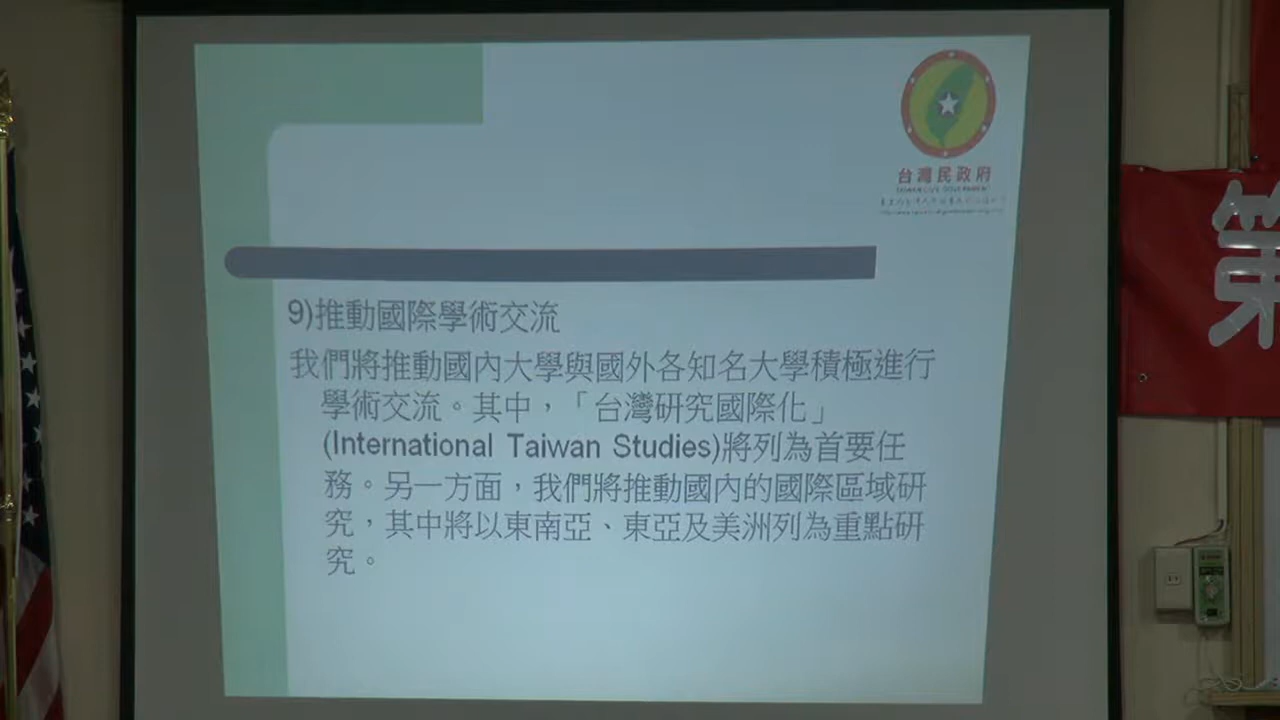 台灣民政府
TAIWAN CIVIL GOVERNMENT
9)推動國際學術交流
我們將推動國內大學與國外各知名大學積極進行
學術交流。其中，「台灣研究國際化」
(International Taiwan Studies)將列為首要任
務。另一方面，我們將推動國內的國際區域研
究，其中將以東南亞、東亞及美洲列為重點研
究。
第